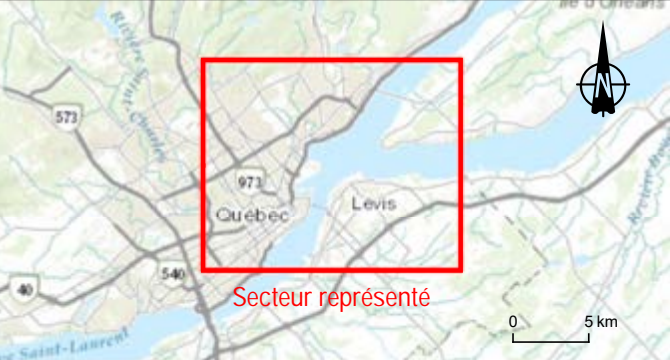 Île d'Orléans
Rivière Saint-Charles
573
N
973
Québec
Lévis
540
40
Secteur représenté
0 5 km
Saint-Laurent